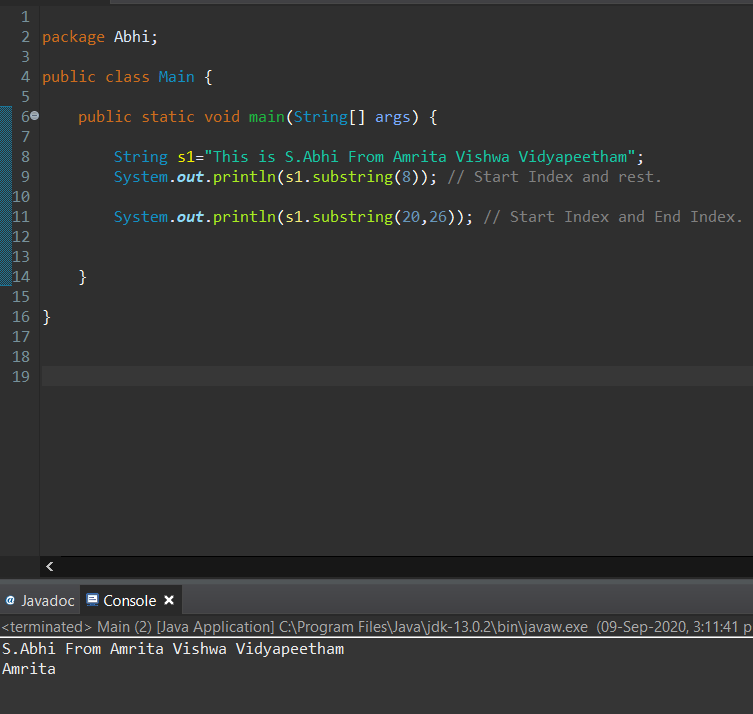 1
2 package Abhi;
3
4 public class Main {
5
6 public static void main(String[] args) {
7
8 String s1="This is S.Abhi From Amrita Vishwa Vidyapeetham";
9 System.out.println(s1.substring(8)); // Start Index and rest.
10
11 System.out.println(s1.substring(20,26)); // Start Index and End Index.
12
13
14 }
15
16 }
17
18
19
@ Javadoc Console
<terminated> Main (2) [Java Application] C:\Program Files\Java\jdk-13.0.2\bin\javaw.exe (09-Sep-2020, 3:11:41 p
S.Abhi From Amrita Vishwa Vidyapeetham
Amrita